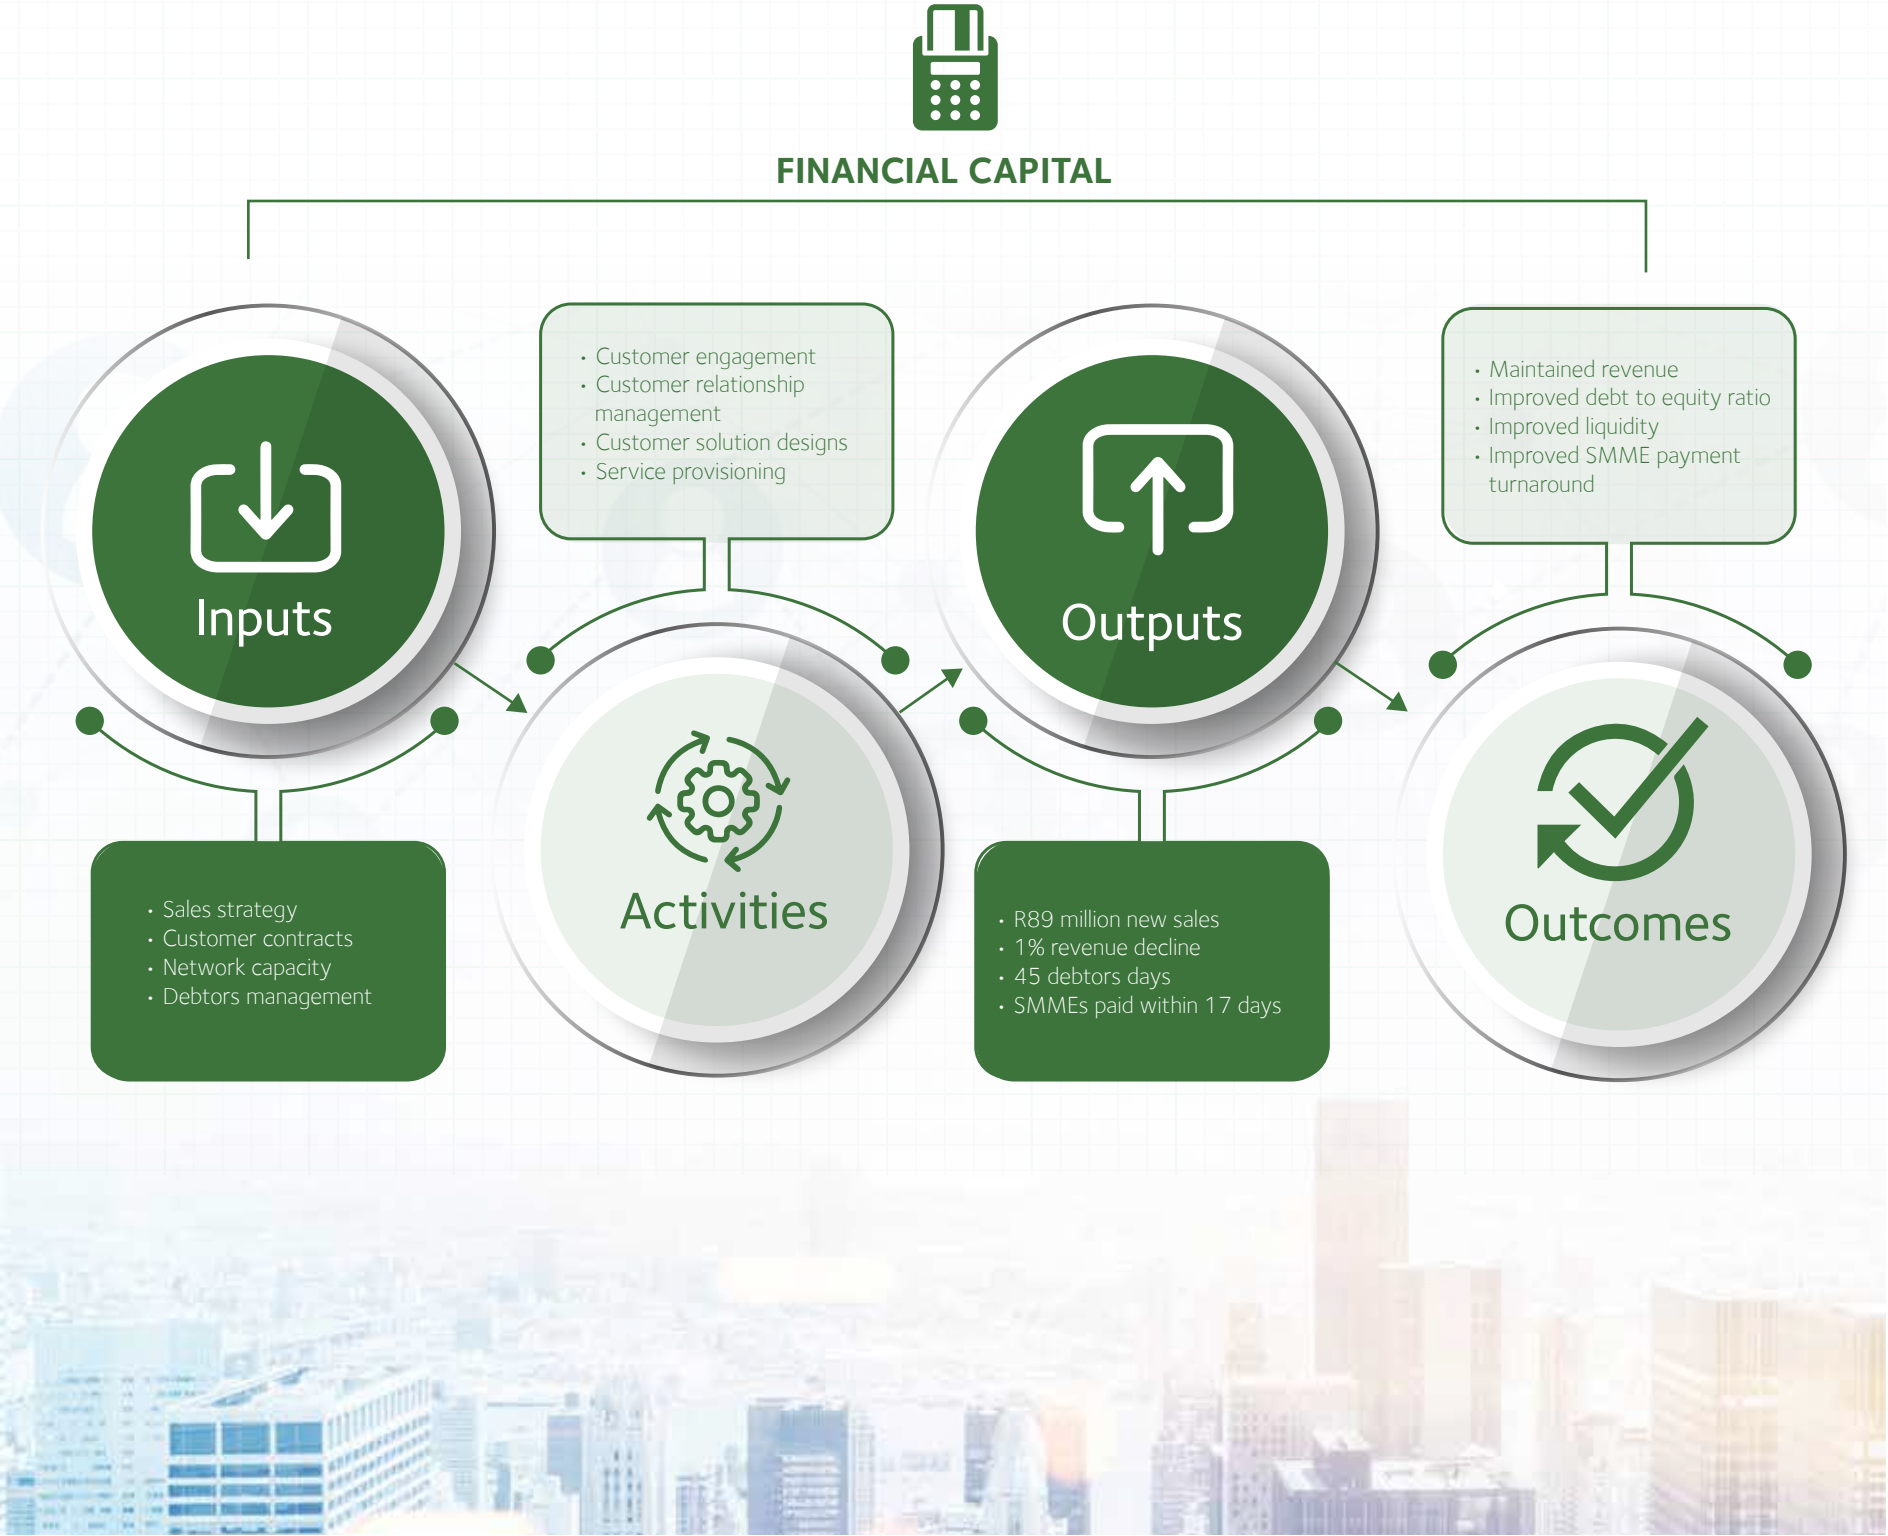 FINANCIAL CAPITAL
Inputs
• Sales strategy
• Customer contracts
• Network capacity
• Debtors management
• Customer engagement
• Customer relationship
management
• Customer solution designs
• Service provisioning
Activities
Outputs
• R89 million new sales
• 1% revenue decline
• 45 debtors days
• SMMEs paid within 17 days
• Maintained revenue
• Improved debt to equity ratio
• Improved liquidity
• Improved SMME payment
turnaround
Outcomes